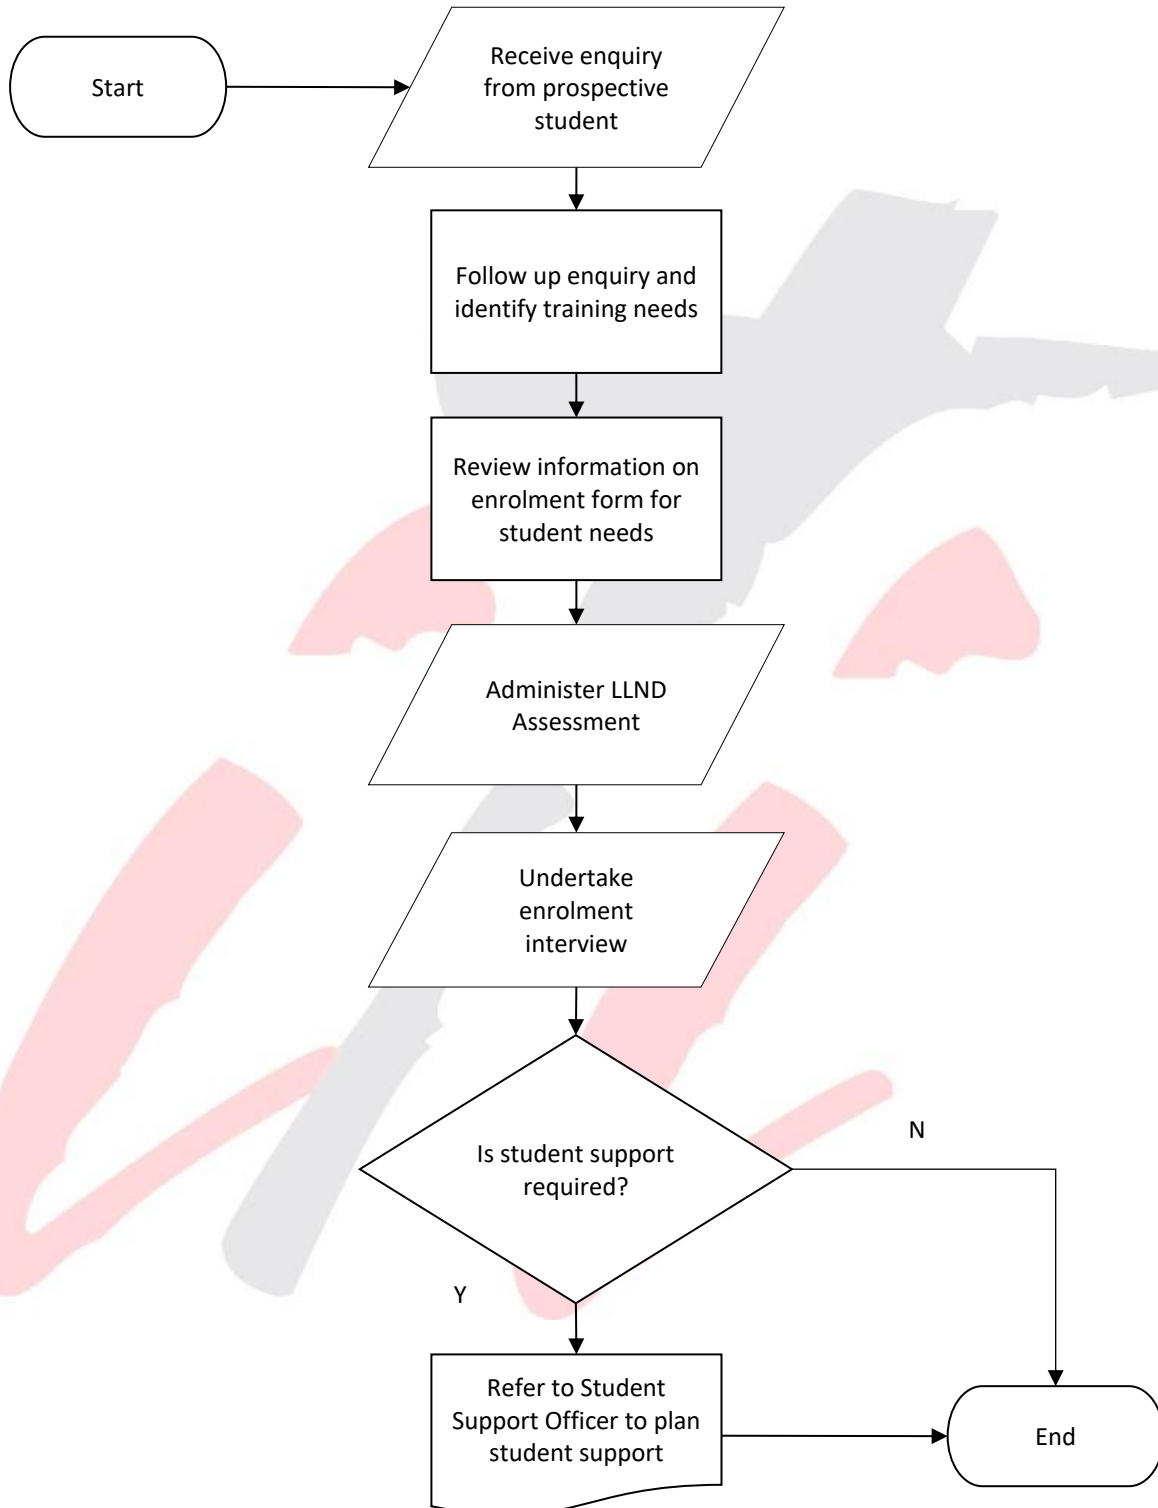 Start
Receive enquiry
from prospective
student
Follow up enquiry and
identify training needs
Review information on
enrolment form for
student needs
Administer LLND
Assessment
Undertake
enrolment
interview
Is student support
required?
N
Y
Refer to Student
Support Officer to plan
student support
End